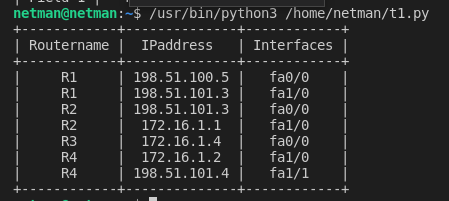 netman@netman:~$ /usr/bin/python3 /home/netman/t1.py
+------------+--------------+------------+
| Routername | IPaddress | Interfaces |
+------------+--------------+------------+
| R1 | 198.51.100.5 | fa0/0 |
| R1 | 198.51.101.3 | fa1/0 |
| R2 | 198.51.101.3 | fa0/0 |
| R2 | 172.16.1.1 | fa1/0 |
| R3 | 172.16.1.4 | fa0/0 |
| R4 | 172.16.1.2 | fa1/0 |
| R4 | 198.51.101.4 | fa1/1 |
+------------+--------------+------------+